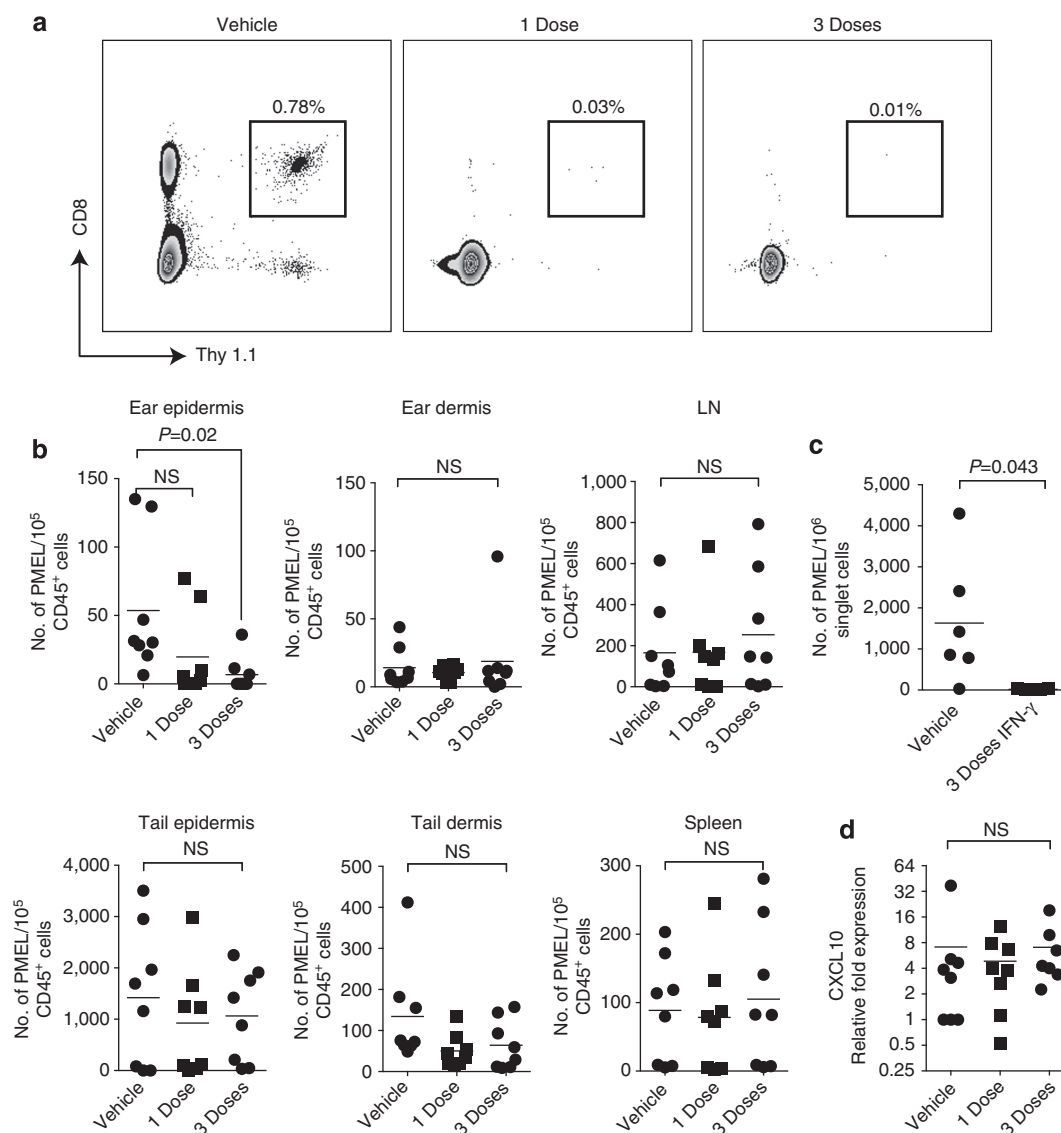 a
Vehicle
1 Dose
3 Doses
0.78%
0.03%
0.01%
CD8
Thy 1.1
b
Ear epidermis
P=0.02
NS
150
100
50
0
No. of PMEL/10⁵
CD45⁺ cells
Vehicle
1 Dose
3 Doses
Ear dermis
NS
150
100
50
0
No. of PMEL/10⁵
CD45⁺ cells
Vehicle
1 Dose
3 Doses
LN
NS
1,000
800
600
400
200
0
No. of PMEL/10⁵
CD45⁺ cells
Vehicle
1 Dose
3 Doses
c
P=0.043
5,000
4,000
3,000
2,000
1,000
0
No. of PMEL/10⁶
singlet cells
Vehicle
3 Doses IFN-γ
Tail epidermis
NS
4,000
3,000
2,000
1,000
0
No. of PMEL/10⁵
CD45⁺ cells
Vehicle
1 Dose
3 Doses
Tail dermis
NS
500
400
300
200
100
0
No. of PMEL/10⁵
CD45⁺ cells
Vehicle
1 Dose
3 Doses
Spleen
NS
300
200
100
0
No. of PMEL/10⁵
CD45⁺ cells
Vehicle
1 Dose
3 Doses
d
NS
64
32
16
8
4
2
1
0.5
0.25
CXCL10
Relative fold expression
Vehicle
1 Dose
3 Doses